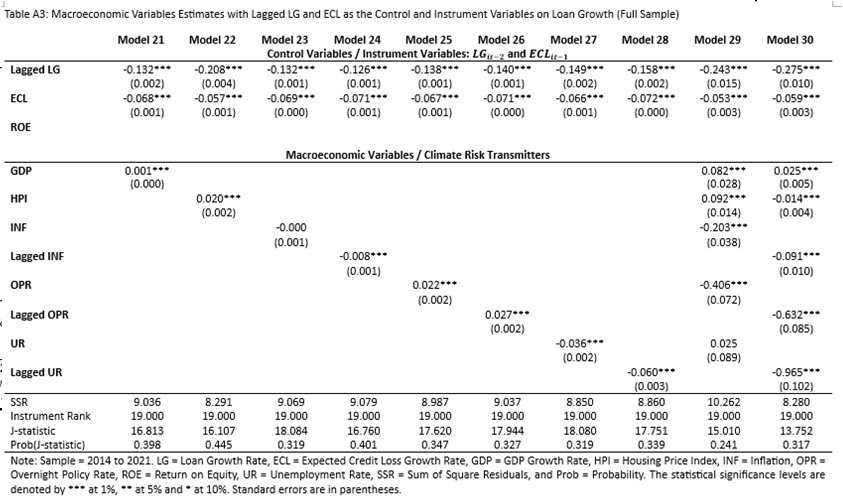 Table A3: Macroeconomic Variables Estimates with Lagged LG and ECL as the Control and Instrument Variables on Loan Growth (Full Sample)
Model 21 Model 22 Model 23 Model 24 Model 25 Model 26 Model 27 Model 28 Model 29 Model 30
Control Variables / Instrument Variables: LGit−2 and ECLit−1
Lagged LG -0.132*** -0.208*** -0.132*** -0.126*** -0.138*** -0.140*** -0.149*** -0.158*** -0.243*** -0.275***
(0.002) (0.004) (0.001) (0.001) (0.001) (0.001) (0.002) (0.002) (0.015) (0.010)
ECL -0.068*** -0.057*** -0.069*** -0.071*** -0.067*** -0.071*** -0.066*** -0.072*** -0.053*** -0.059***
(0.001) (0.001) (0.000) (0.001) (0.001) (0.000) (0.001) (0.000) (0.003) (0.003)
ROE
Macroeconomic Variables / Climate Risk Transmitters
GDP 0.001*** 0.082*** 0.025***
(0.000) (0.028) (0.005)
HPI 0.020*** 0.092*** -0.014***
(0.002) (0.014) (0.004)
INF -0.000 -0.203***
(0.001) (0.038)
Lagged INF -0.008*** -0.091***
(0.001) (0.010)
OPR 0.022*** -0.406***
(0.002) (0.072)
Lagged OPR 0.027*** -0.632***
(0.002) (0.085)
UR -0.036*** 0.025
(0.002) (0.089)
Lagged UR -0.060*** -0.965***
(0.003) (0.102)
SSR 9.036 8.291 9.069 9.079 8.987 9.037 8.850 8.860 10.262 8.280
Instrument Rank 19.000 19.000 19.000 19.000 19.000 19.000 19.000 19.000 19.000 19.000
J-statistic 16.813 16.107 18.084 16.760 17.620 17.944 18.080 17.751 15.010 13.752
Prob(J-statistic) 0.398 0.445 0.319 0.401 0.347 0.327 0.319 0.339 0.241 0.317
Note: Sample = 2014 to 2021. LG = Loan Growth Rate, ECL = Expected Credit Loss Growth Rate, GDP = GDP Growth Rate, HPI = Housing Price Index, INF = Inflation, OPR =
Overnight Policy Rate, ROE = Return on Equity, UR = Unemployment Rate, SSR = Sum of Square Residuals, and Prob = Probability. The statistical significance levels are
denoted by *** at 1%, ** at 5% and * at 10%. Standard errors are in parentheses.